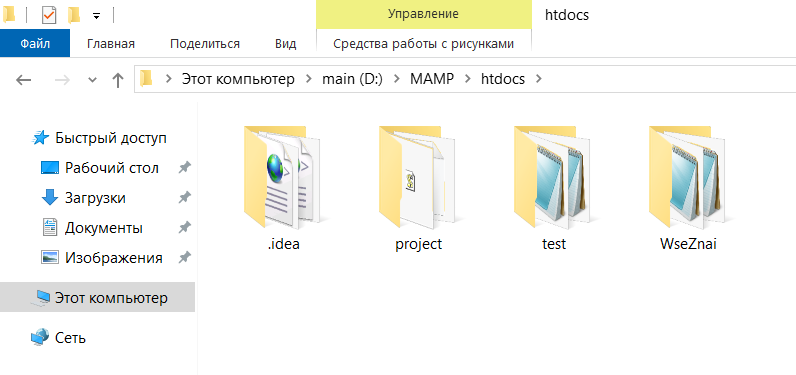 Управление
htdocs
Файл
Главная
Поделиться
Вид
Средства работы с рисунками
Этот компьютер
main (D:)
MAMP
htdocs
Быстрый доступ
Рабочий стол
Загрузки
Документы
Изображения
Этот компьютер
Сеть
.idea
project
test
WseZnai